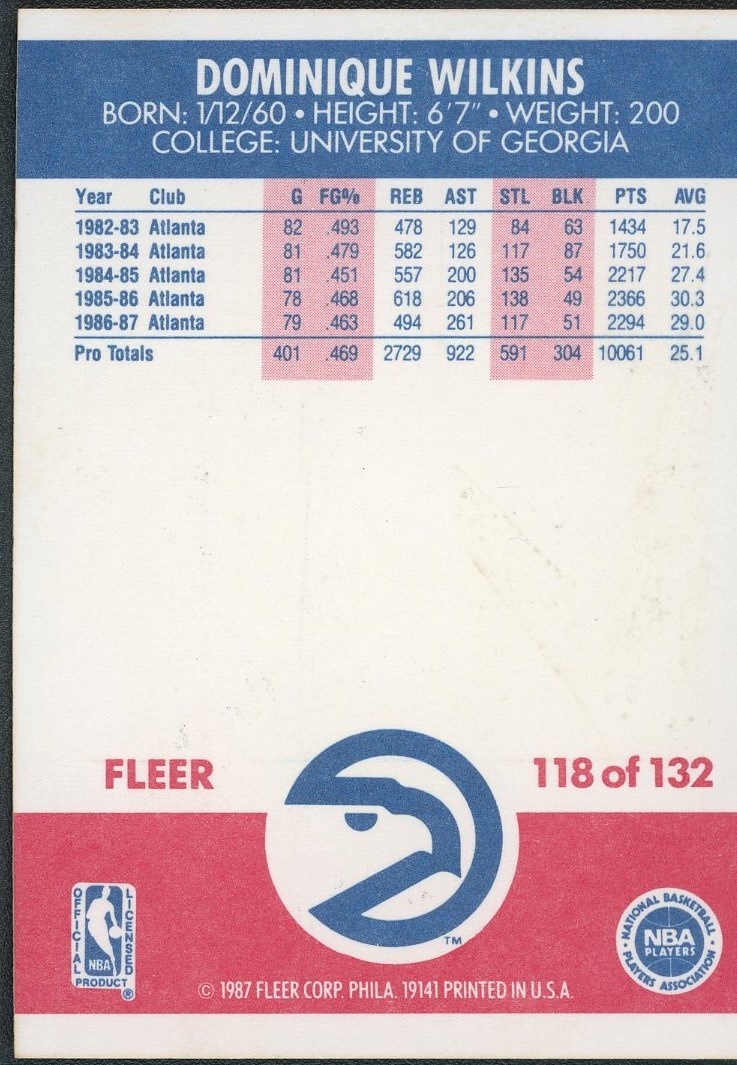 DOMINIQUE WILKINS
BORN: 1/12/60 • HEIGHT: 6'7" • WEIGHT: 200
COLLEGE: UNIVERSITY OF GEORGIA
Year Club G FG% REB AST STL BLK PTS AVG
1982-83 Atlanta 82 .493 478 129 84 63 1434 17.5
1983-84 Atlanta 81 .479 582 126 117 87 1750 21.6
1984-85 Atlanta 81 .451 557 200 135 54 2217 27.4
1985-86 Atlanta 78 .468 618 206 138 49 2366 30.3
1986-87 Atlanta 79 .463 494 261 117 51 2294 29.0
Pro Totals 401 .469 2729 922 591 304 10061 25.1
FLEER 118 of 132
TM
OFFICIAL LICENSED
NBA
PRODUCT ®
NATIONAL BASKETBALL
NBA
PLAYERS
PLAYERS ASSOCIATION
© 1987 FLEER CORP. PHILA. 19141 PRINTED IN U.S.A.